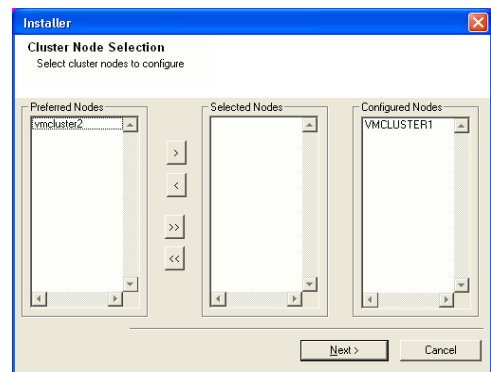 Installer
Cluster Node Selection
Select cluster nodes to configure
Preferred Nodes
vmcluster2
>
<
>>
<<
Selected Nodes
Configured Nodes
VMCLUSTER1
Next >
Cancel